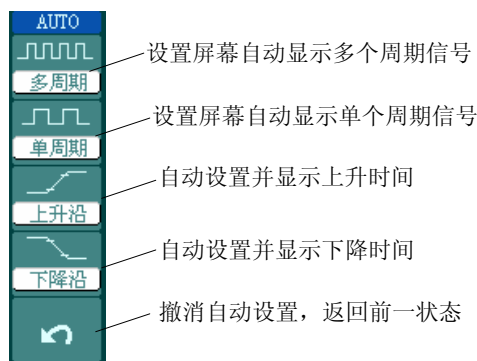 AUTO
设置屏幕自动显示多个周期信号
多周期
设置屏幕自动显示单个周期信号
单周期
自动设置并显示上升时间
上升沿
自动设置并显示下降时间
下降沿
撤消自动设置，返回前一状态